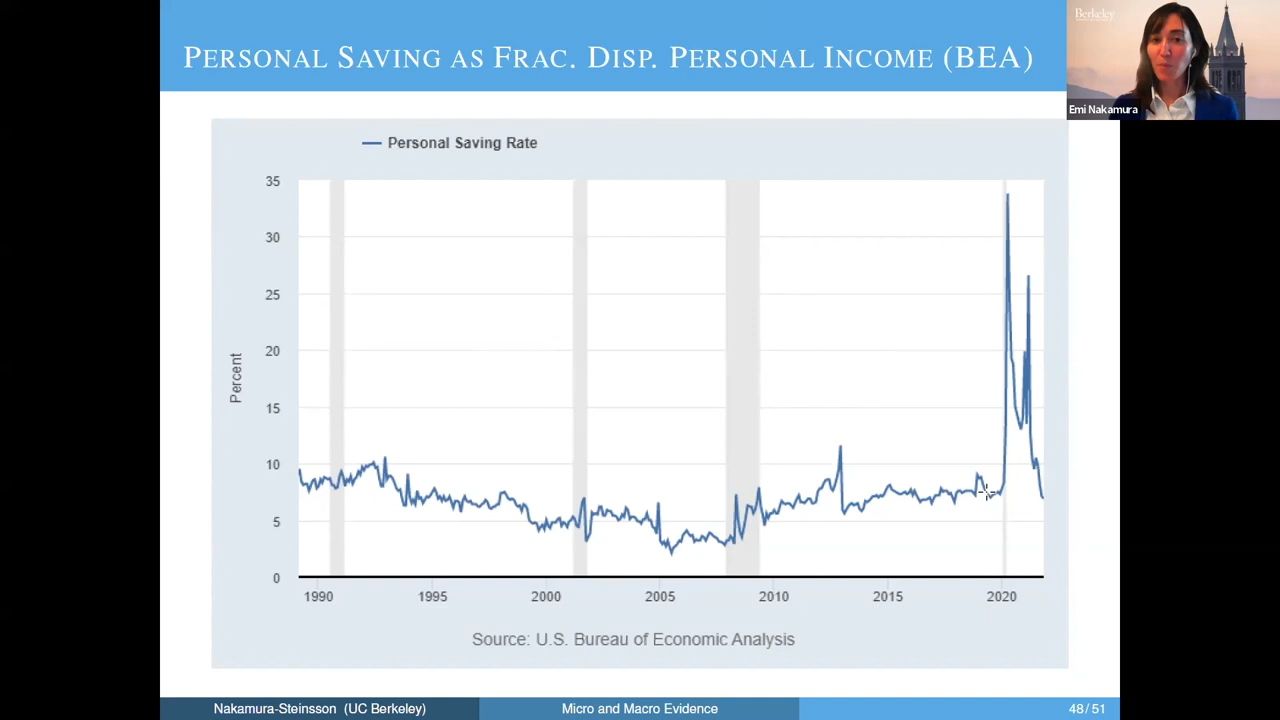 PERSONAL SAVING AS FRAC. DISP. PERSONAL INCOME (BEA)
Berkeley
Emi Nakamura
Personal Saving Rate
35
30
25
20
15
10
5
0
Percent
1990 1995 2000 2005 2010 2015 2020
Source: U.S. Bureau of Economic Analysis
Nakamura-Steinsson (UC Berkeley) Micro and Macro Evidence 48/51